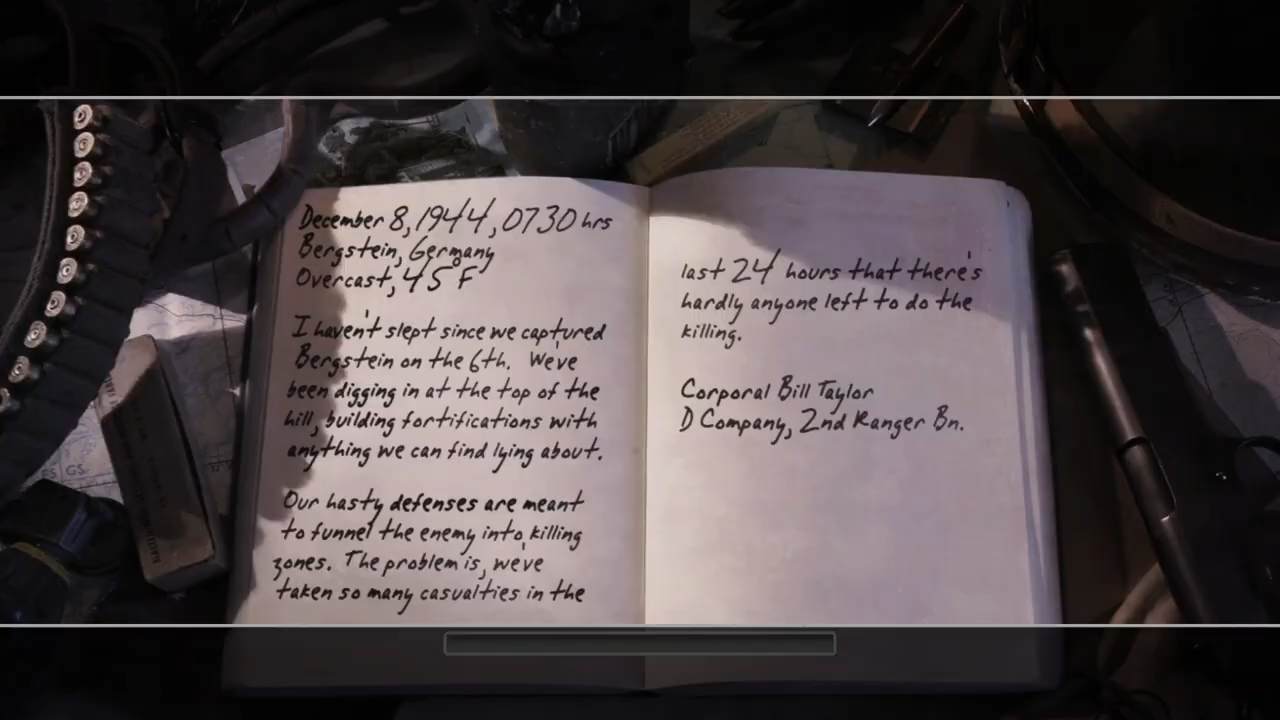 December 8, 1944, 0730 hrs
Bergstein, Germany
Overcast, 45° F
I haven't slept since we captured
Bergstein on the 6th. We've
been digging in at the top of the
hill, building fortifications with
anything we can find lying about.
Our hasty defenses are meant
to funnel the enemy into killing
zones. The problem is, we've
taken so many casualties in the
last 24 hours that there's
hardly anyone left to do the
killing.
Corporal Bill Taylor
D Company, 2nd Ranger Bn.